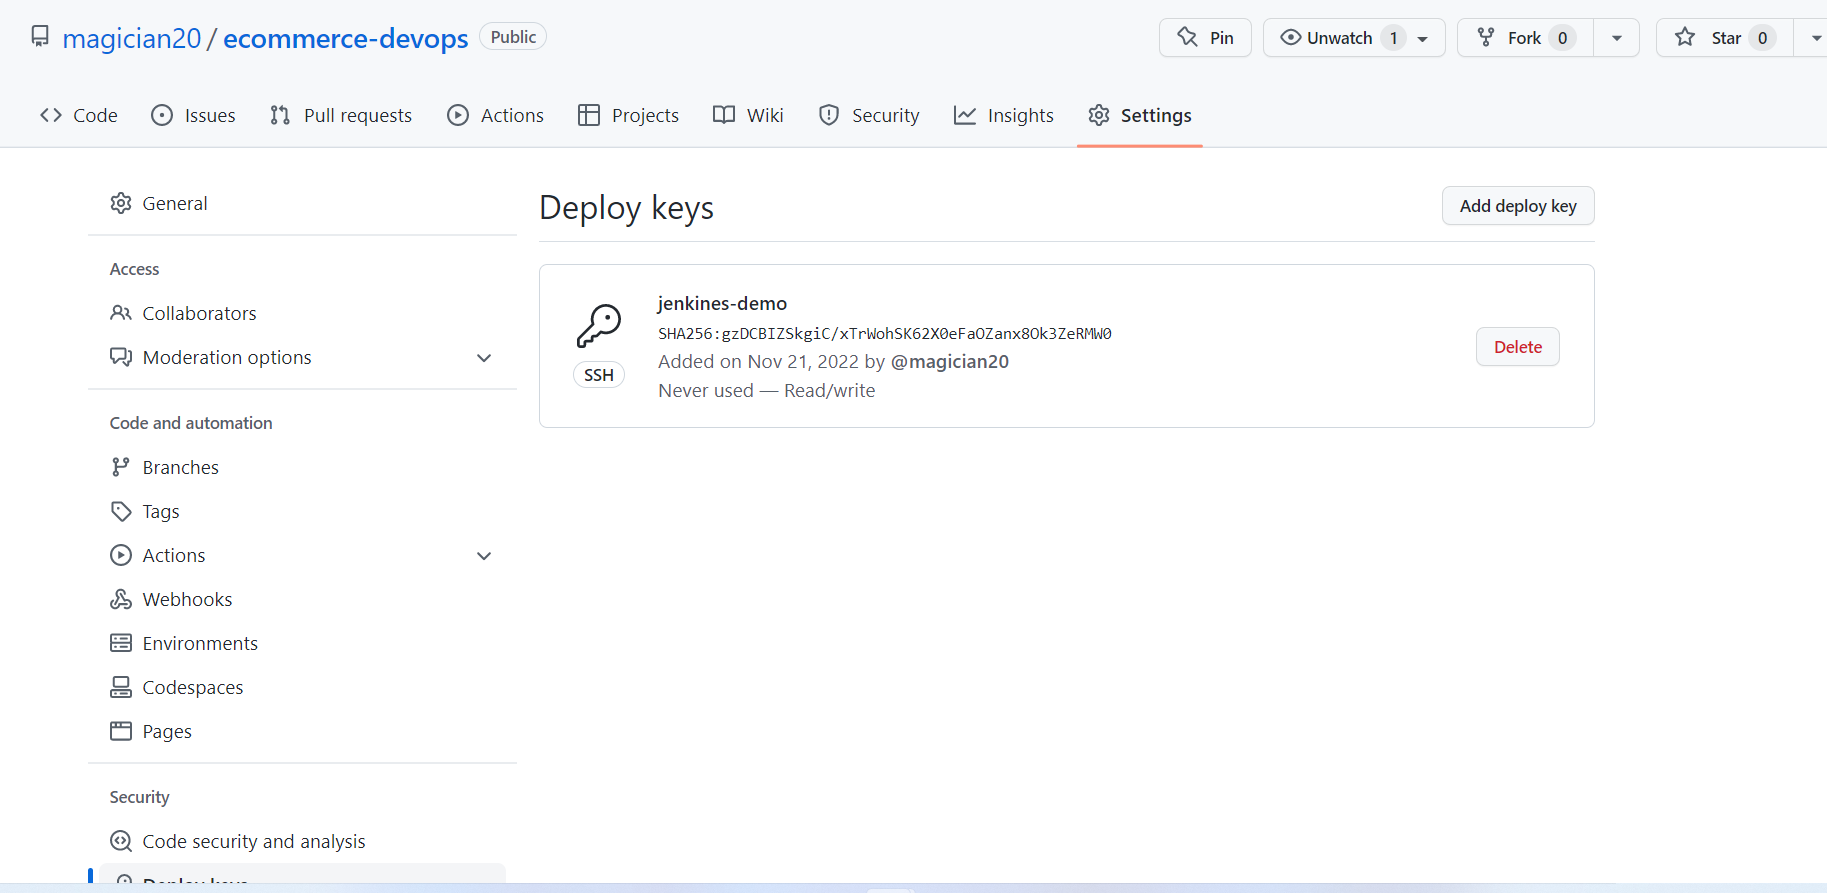 magician20 / ecommerce-devops Public
Pin
Unwatch 1
Fork 0
Star 0
Code
Issues
Pull requests
Actions
Projects
Wiki
Security
Insights
Settings
General
Access
Collaborators
Moderation options
Code and automation
Branches
Tags
Actions
Webhooks
Environments
Codespaces
Pages
Security
Code security and analysis
Deploy keys
Deploy keys
Add deploy key
SSH
jenkines-demo
SHA256:gzDCBIZSkgiC/xTrWohSK62X0eFaOZanx8Ok3ZeRMW0
Added on Nov 21, 2022 by @magician20
Never used — Read/write
Delete